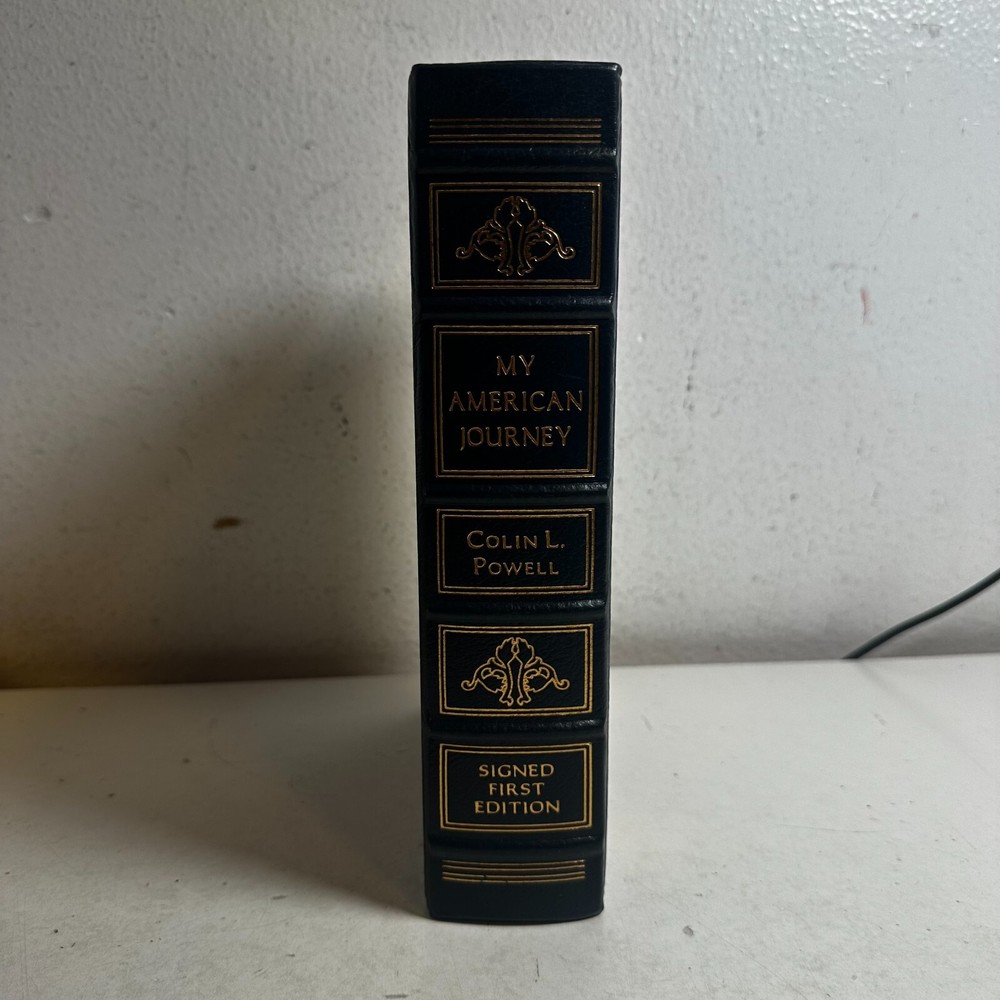 MY
AMERICAN
JOURNEY
COLIN L.
POWELL
SIGNED
FIRST
EDITION